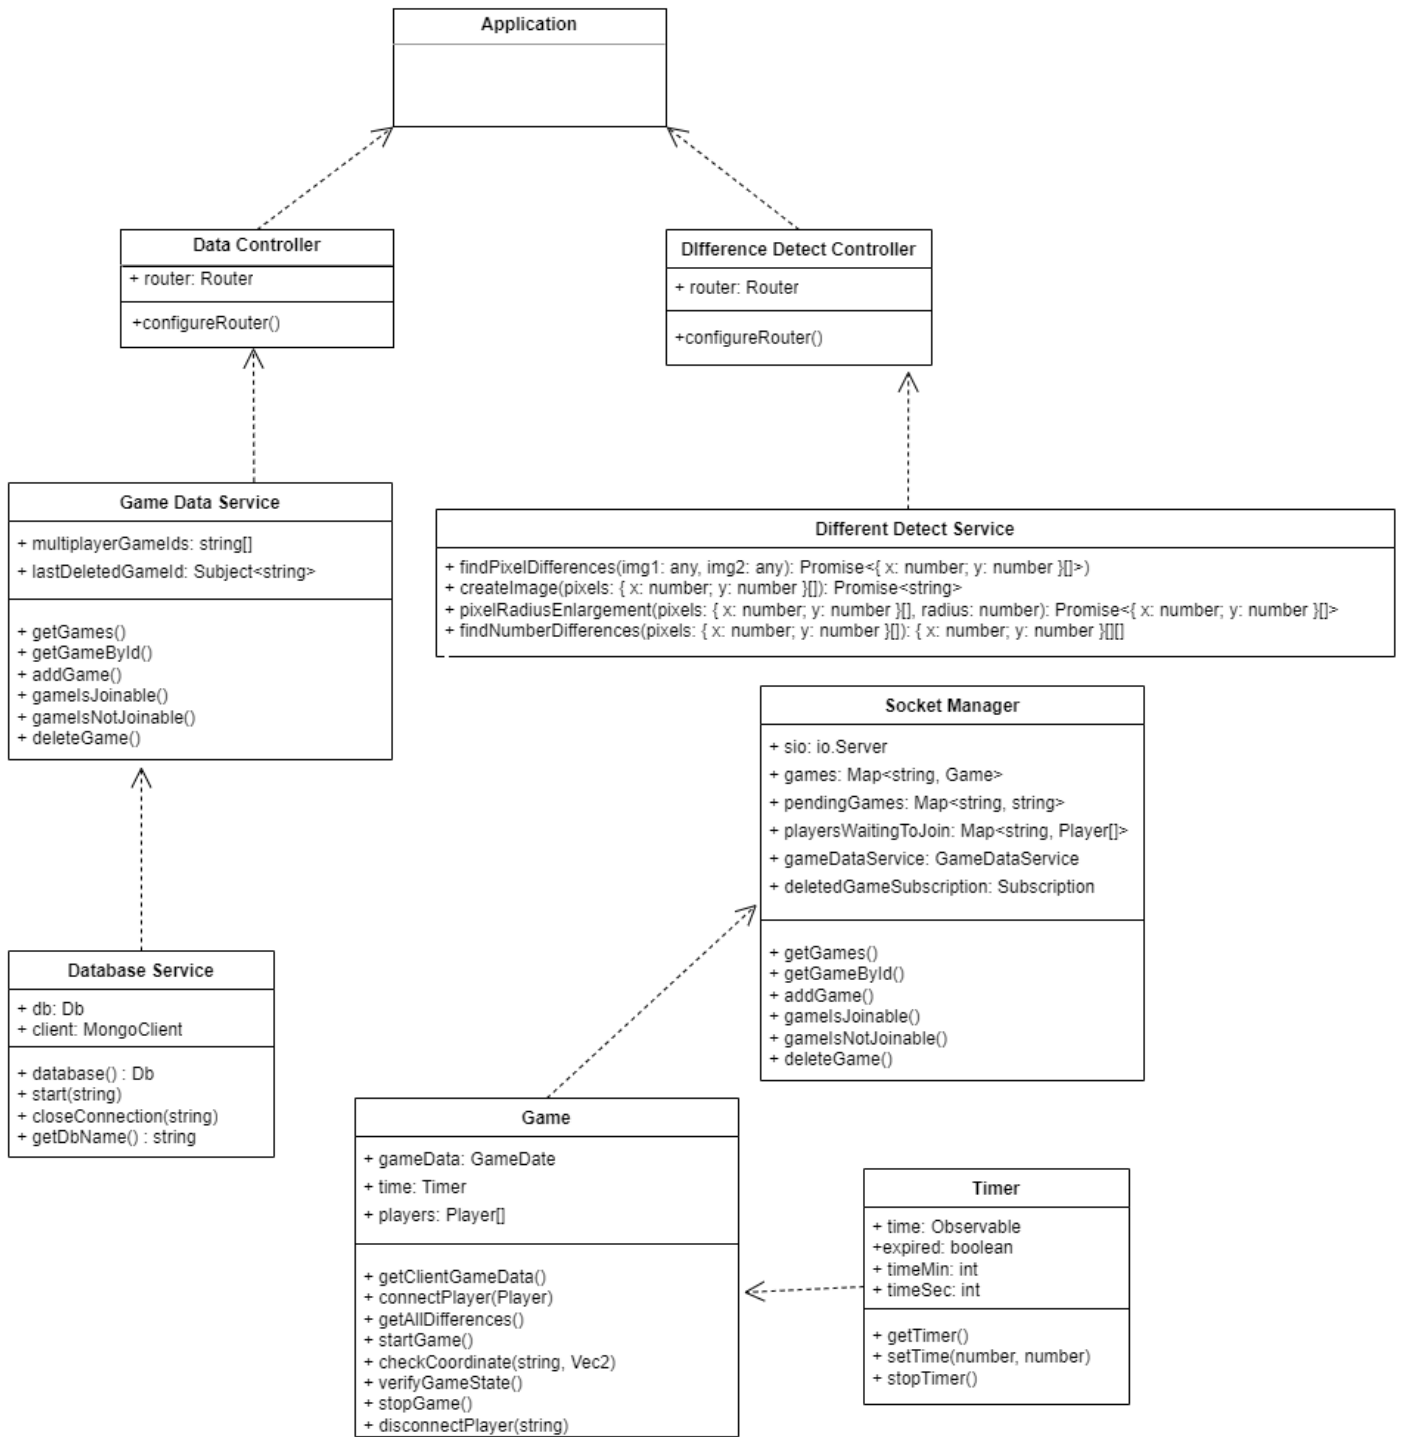 Application
Data Controller
+ router: Router
+configureRouter()
DIfference Detect Controller
+ router: Router
+configureRouter()
Game Data Service
+ multiplayerGameIds: string[]
+ lastDeletedGameId: Subject<string>
+ getGames()
+ getGameById()
+ addGame()
+ gameIsJoinable()
+ gameIsNotJoinable()
+ deleteGame()
Different Detect Service
+ findPixelDifferences(img1: any, img2: any): Promise<{ x: number; y: number }[]>)
+ createImage(pixels: { x: number; y: number }[]): Promise<string>
+ pixelRadiusEnlargement(pixels: { x: number; y: number }[], radius: number): Promise<{ x: number; y: number }[]>
+ findNumberDifferences(pixels: { x: number; y: number }[]): { x: number; y: number }[][]
Socket Manager
+ sio: io.Server
+ games: Map<string, Game>
+ pendingGames: Map<string, string>
+ playersWaitingToJoin: Map<string, Player[]>
+ gameDataService: GameDataService
+ deletedGameSubscription: Subscription
+ getGames()
+ getGameById()
+ addGame()
+ gameIsJoinable()
+ gameIsNotJoinable()
+ deleteGame()
Database Service
+ db: Db
+ client: MongoClient
+ database() : Db
+ start(string)
+ closeConnection(string)
+ getDbName() : string
Game
+ gameData: GameDate
+ time: Timer
+ players: Player[]
+ getClientGameData()
+ connectPlayer(Player)
+ getAllDifferences()
+ startGame()
+ checkCoordinate(string, Vec2)
+ verifyGameState()
+ stopGame()
+ disconnectPlayer(string)
Timer
+ time: Observable
+expired: boolean
+ timeMin: int
+ timeSec: int
+ getTimer()
+ setTime(number, number)
+ stopTimer()